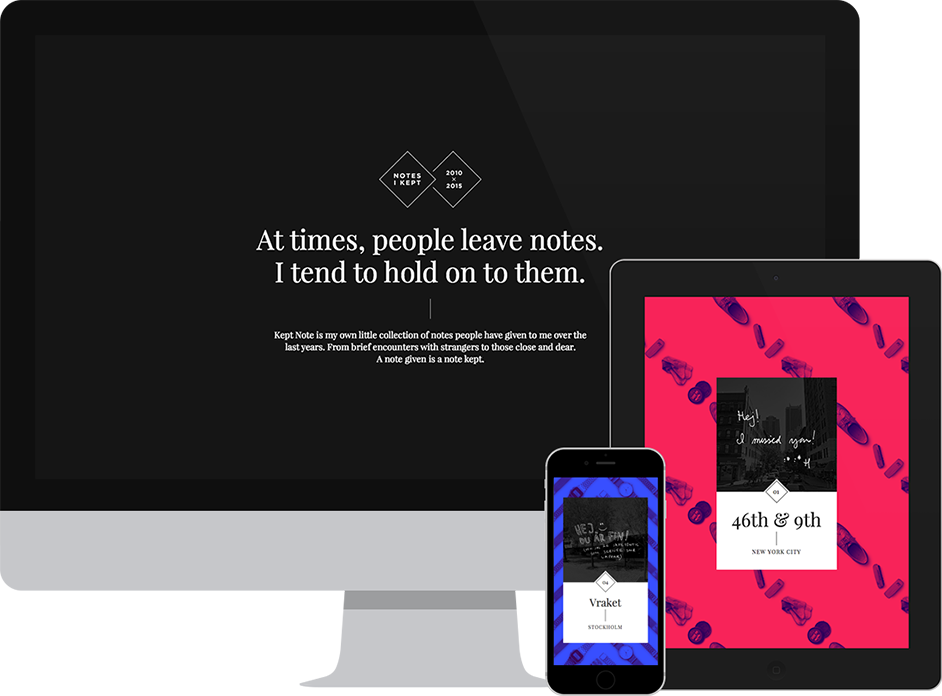 NOTES
I KEPT
2010
×
2015
At times, people leave notes.
I tend to hold on to them.
Kept Note is my own little collection of notes people have given to me over the
last years. From brief encounters with strangers to those close and dear.
A note given is a note kept.
Hej!
I missed you!
01
46th & 9th
NEW YORK CITY
HEJ
DU ÄR FIN!
04
Vraket
STOCKHOLM